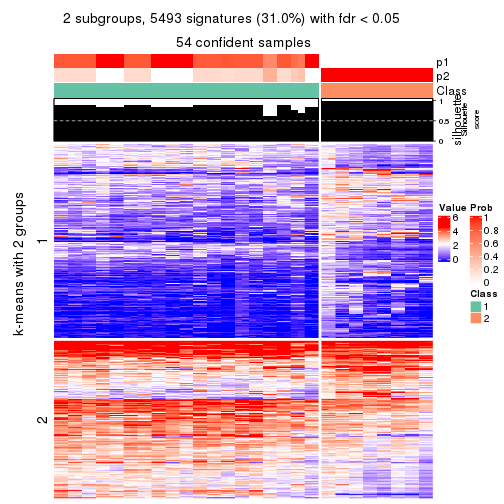 2 subgroups, 5493 signatures (31.0%) with fdr < 0.05
54 confident samples
p1
p2
Class
silhouette
Silhouette
score
1
0.5
0
k-means with 2 groups
1
2
Value
6
4
2
0
Prob
1
0.8
0.6
0.4
0.2
0
Class
1
2